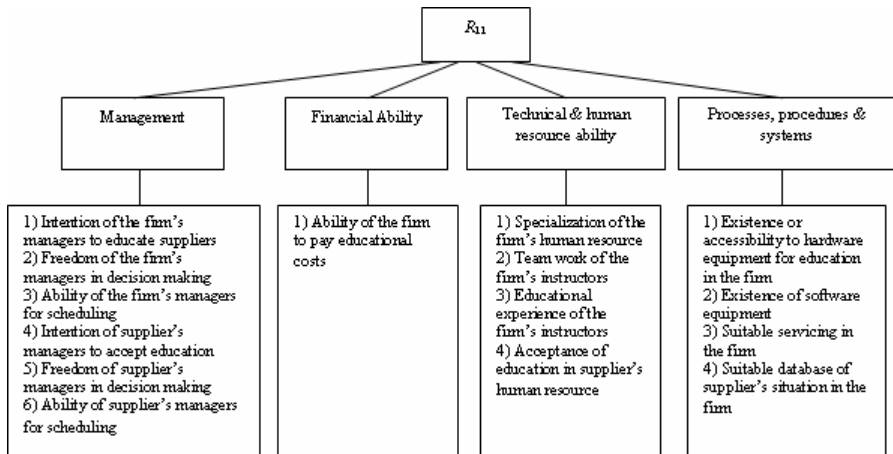 R11
Management
Financial Ability
Technical & human
resource ability
Processes, procedures &
systems
1) Intention of the firm's
managers to educate suppliers
2) Freedom of the firm's
managers in decision making
3) Ability of the firm's managers
for scheduling
4) Intention of supplier's
managers to accept education
5) Freedom of supplier's
managers in decision making
6) Ability of supplier's managers
for scheduling
1) Ability of the firm
to pay educational
costs
1) Specialization of the
firm's human resource
2) Team work of the
firm's instructors
3) Educational
experience of the
firm's instructors
4) Acceptance of
education in supplier's
human resource
1) Existence or
accessibility to hardware
equipment for education
in the firm
2) Existence of software
equipment
3) Suitable servicing in
the firm
4) Suitable database of
supplier's situation in the
firm